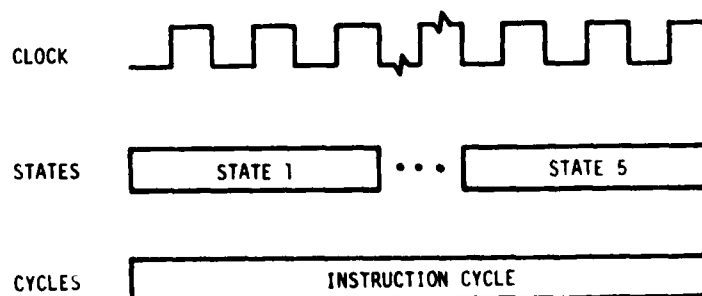 CLOCK
STATES
STATE 1
• • •
STATE 5
CYCLES
INSTRUCTION CYCLE